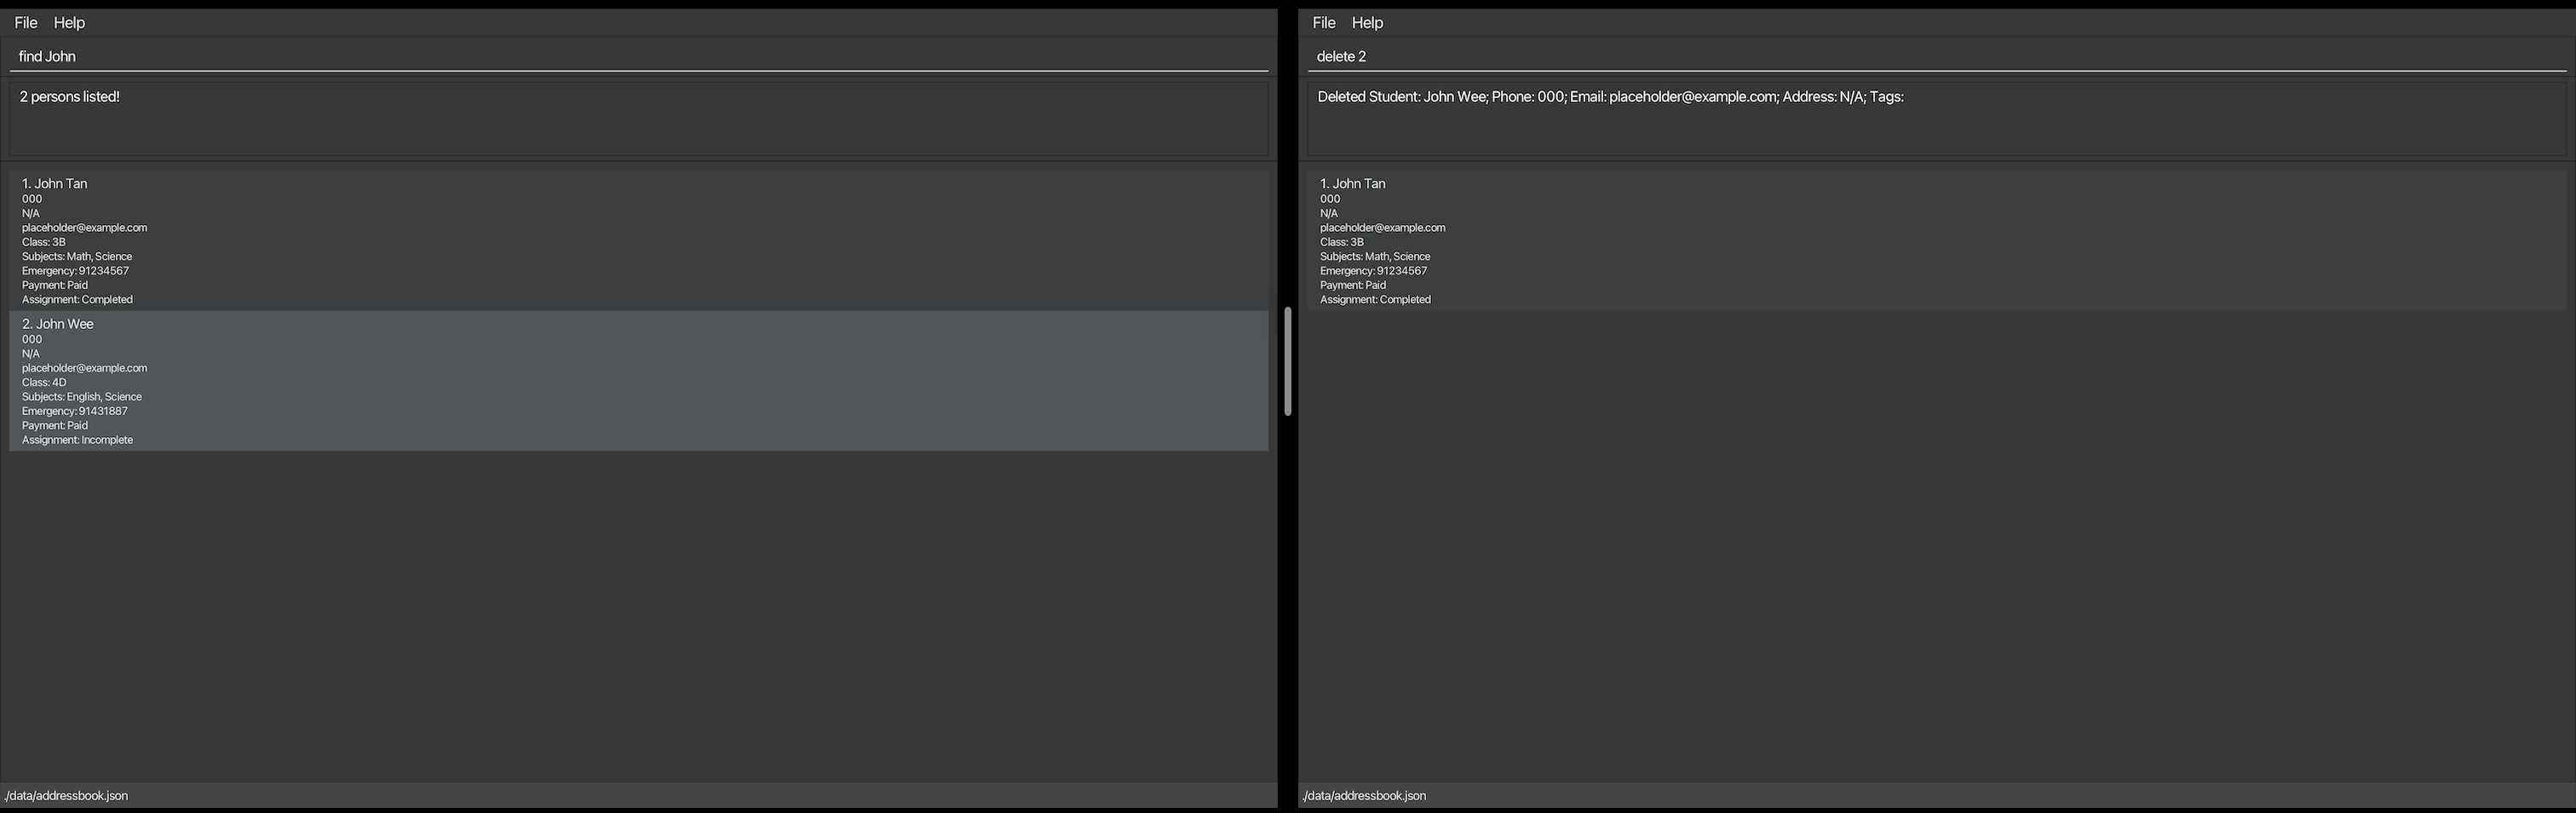 File Help
find John
2 persons listed!
1. John Tan
000
N/A
placeholder@example.com
Class: 3B
Subjects: Math, Science
Emergency: 91234567
Payment: Paid
Assignment: Completed
2. John Wee
000
N/A
placeholder@example.com
Class: 4D
Subjects: English, Science
Emergency: 91431887
Payment: Paid
Assignment: Incomplete
./data/addressbook.json
File Help
delete 2
Deleted Student: John Wee; Phone: 000; Email: placeholder@example.com; Address: N/A; Tags:
1. John Tan
000
N/A
placeholder@example.com
Class: 3B
Subjects: Math, Science
Emergency: 91234567
Payment: Paid
Assignment: Completed
./data/addressbook.json